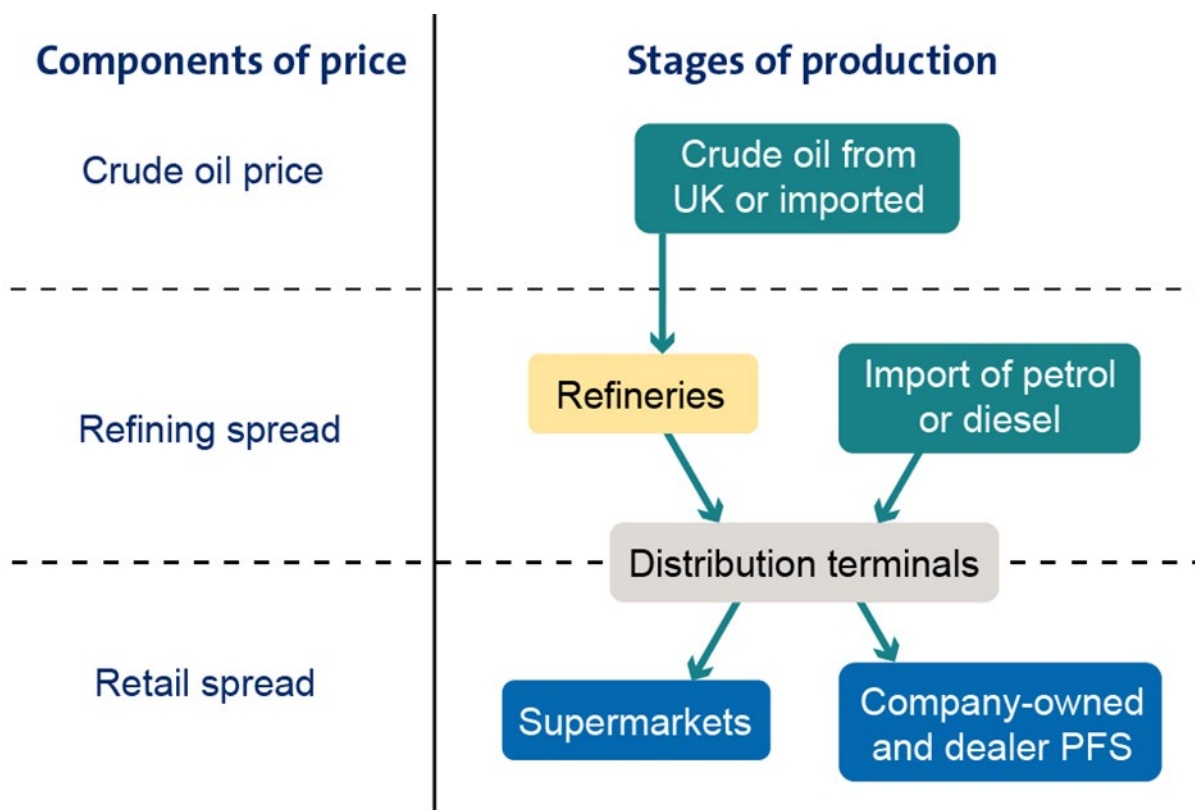 Components of price
Stages of production
Crude oil price
Crude oil from
UK or imported
Refining spread
Refineries
Import of petrol
or diesel
Distribution terminals
Retail spread
Supermarkets
Company-owned
and dealer PFS